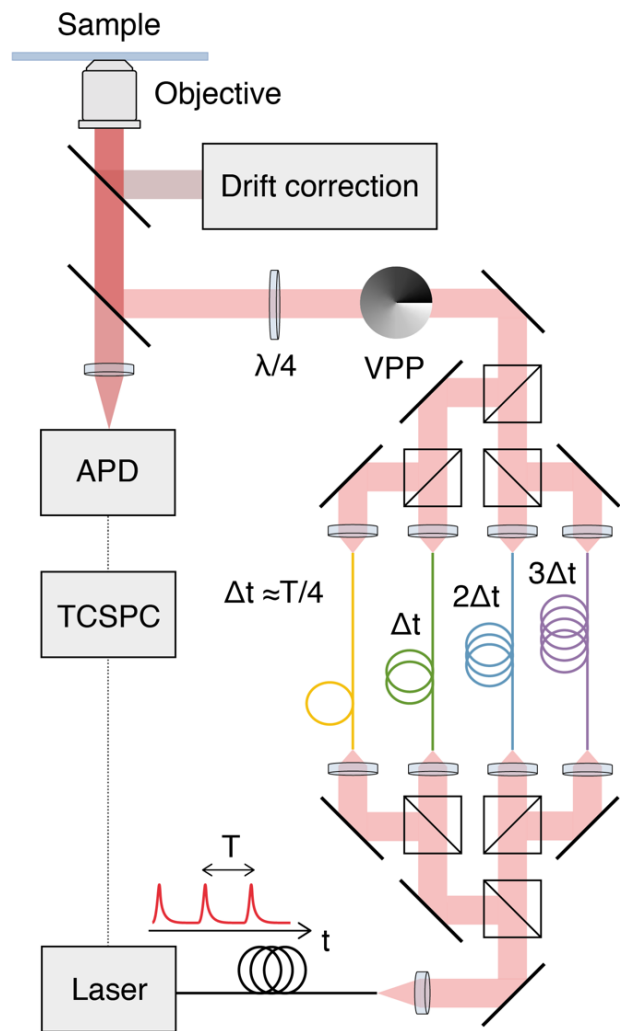 Sample
Objective
Drift correction
λ/4
VPP
APD
Δt ≈T/4
Δt
2Δt
3Δt
TCSPC
T
t
Laser